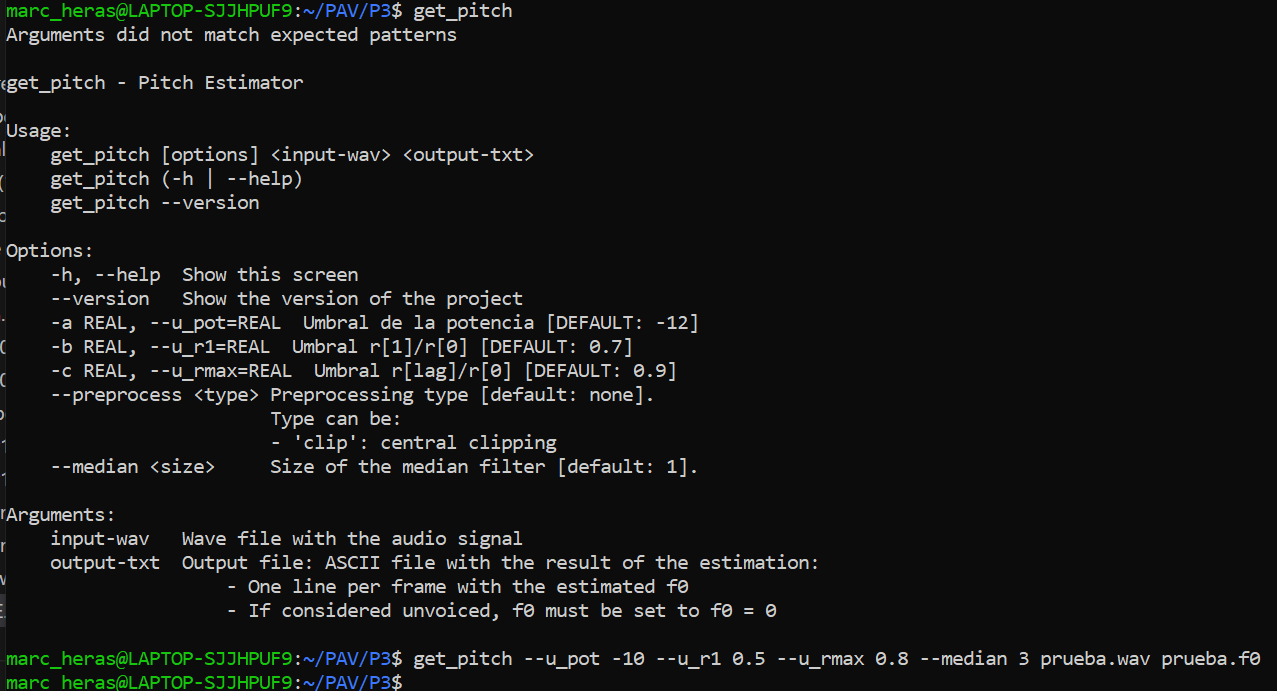 marc_heras@LAPTOP-SJJHPUF9:~/PAV/P3$ get_pitch
Arguments did not match expected patterns
get_pitch - Pitch Estimator
Usage:
get_pitch [options] <input-wav> <output-txt>
get_pitch (-h | --help)
get_pitch --version
Options:
-h, --help  Show this screen
--version   Show the version of the project
-a REAL, --u_pot=REAL  Umbral de la potencia [DEFAULT: -12]
-b REAL, --u_r1=REAL  Umbral r[1]/r[0] [DEFAULT: 0.7]
-c REAL, --u_rmax=REAL  Umbral r[lag]/r[0] [DEFAULT: 0.9]
--preprocess <type> Preprocessing type [default: none].
Type can be:
- 'clip': central clipping
--median <size>     Size of the median filter [default: 1].
Arguments:
input-wav   Wave file with the audio signal
output-txt  Output file: ASCII file with the result of the estimation:
- One line per frame with the estimated f0
- If considered unvoiced, f0 must be set to f0 = 0
marc_heras@LAPTOP-SJJHPUF9:~/PAV/P3$ get_pitch --u_pot -10 --u_r1 0.5 --u_rmax 0.8 --median 3 prueba.wav prueba.f0
marc_heras@LAPTOP-SJJHPUF9:~/PAV/P3$